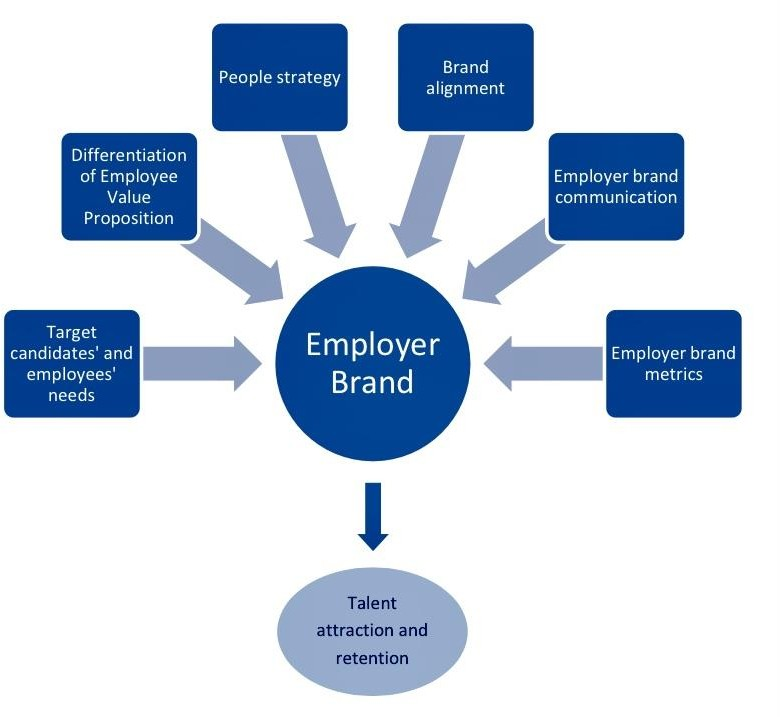 People strategy
Brand
alignment
Differentiation
of Employee
Value
Proposition
Employer brand
communication
Target
candidates' and
employees'
needs
Employer
Brand
Employer brand
metrics
Talent
attraction and
retention